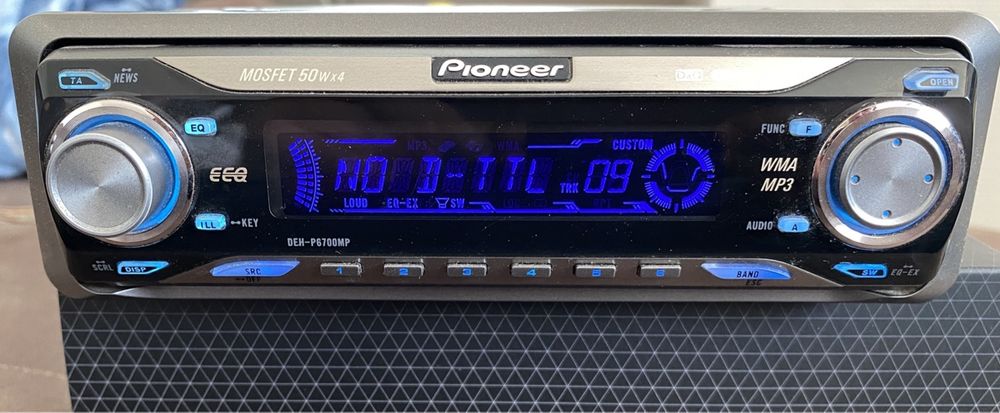 TA NEWS
MOSFET 50W×4
Pioneer
OPEN
EQ
EEQ
ILL KEY
MP3 WMA CUSTOM
NO D-TTL TRK 09
LOUD EQ-EX SW
FUNC F
WMA
MP3
AUDIO A
DEH-P6700MP
SCRL DISP
SRC
OFF
1 2 3 4 5 6
BAND
ESC
SW EQ-EX